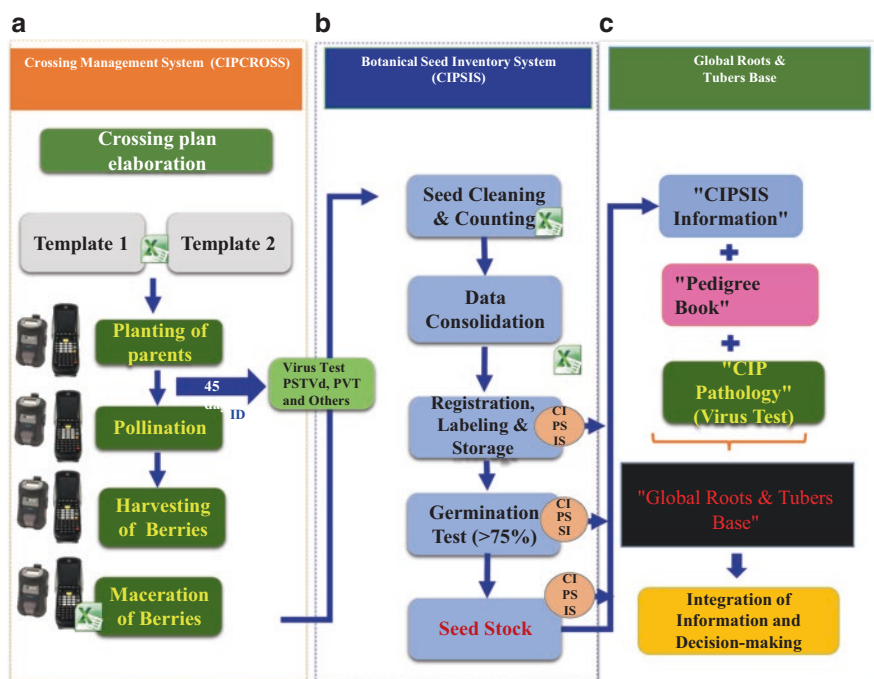 a
Crossing Management System (CIPCROSS)
Crossing plan
elaboration
Template 1
Template 2
Planting of
parents
45
ID
Virus Test
PSTVd, PVT
and Others
Pollination
Harvesting
of Berries
Maceration
of Berries
b
Botanical Seed Inventory System
(CIPSIS)
Seed Cleaning
& Counting
Data
Consolidation
Registration,
Labeling &
Storage
CI
PS
IS
Germination
Test (>75%)
CI
PS
SI
CI
PS
IS
Seed Stock
c
Global Roots &
Tubers Base
"CIPSIS
Information"
"Pedigree
Book"
"CIP
Pathology"
(Virus Test)
"Global Roots & Tubers
Base"
Integration of
Information and
Decision-making